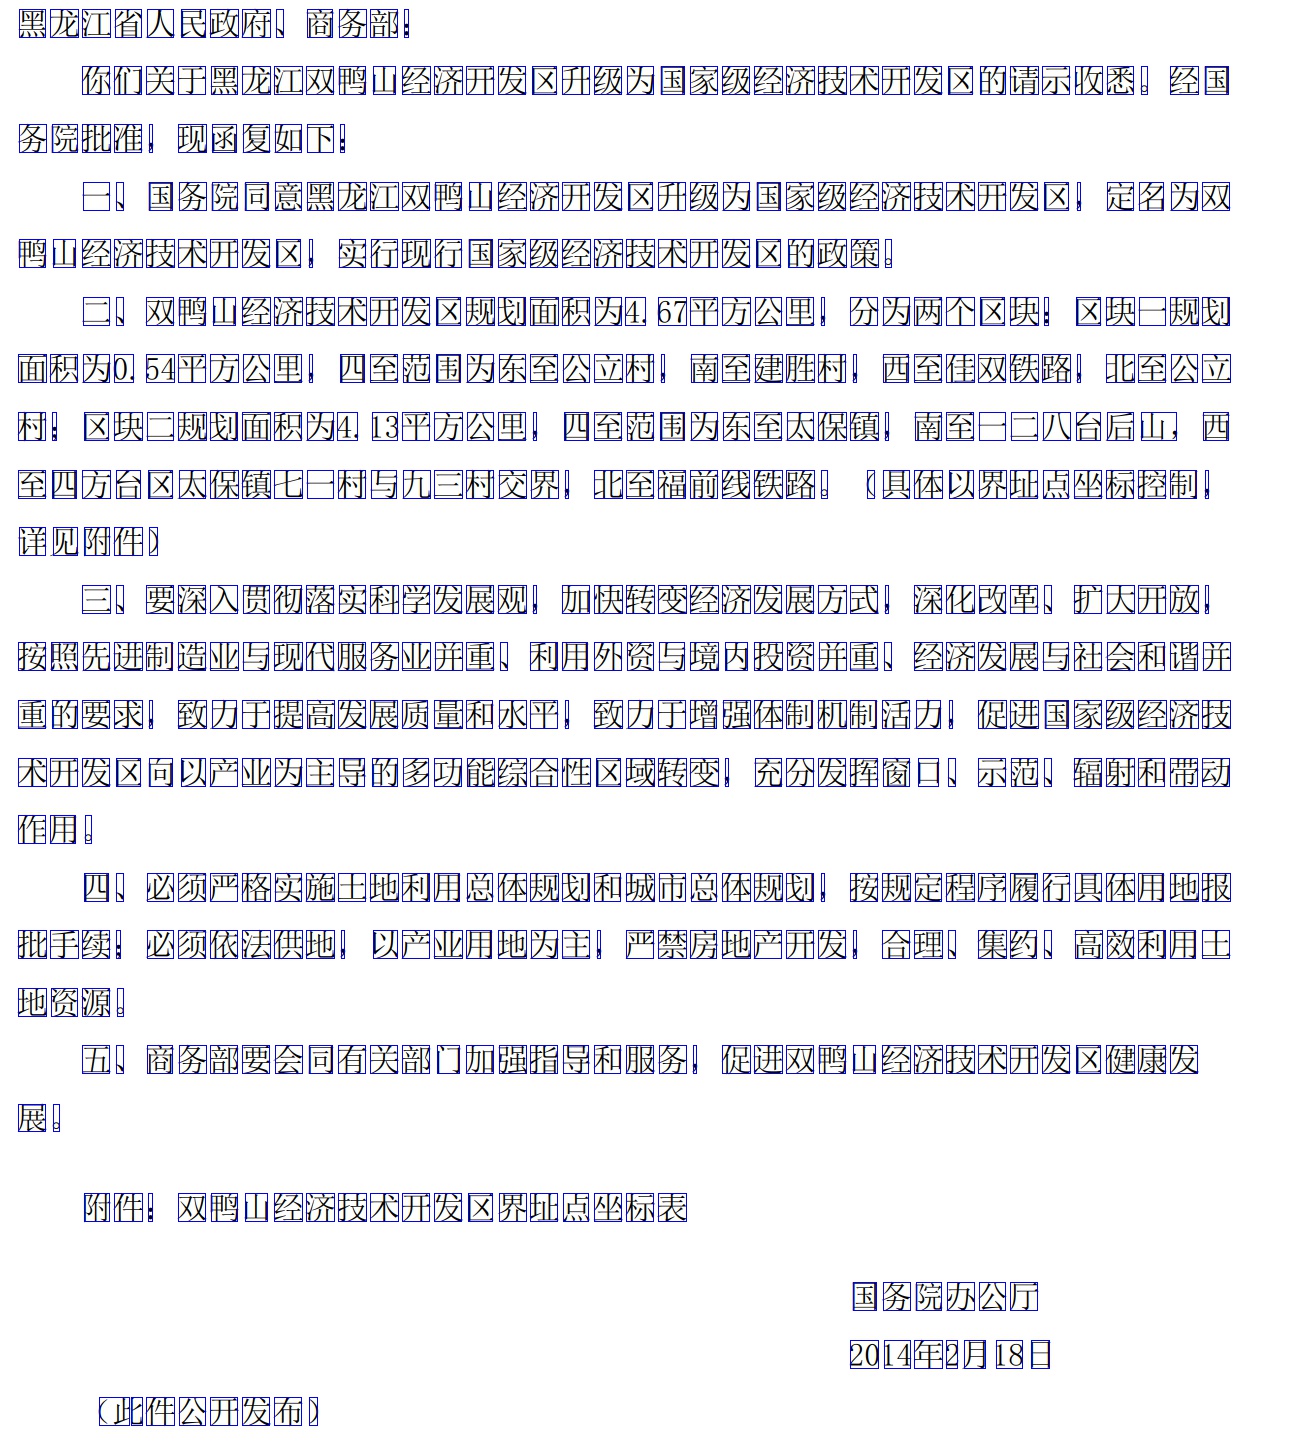 黑龙江省人民政府、商务部：
你们关于黑龙江双鸭山经济开发区升级为国家级经济技术开发区的请示收悉。经国
务院批准，现函复如下：
一、国务院同意黑龙江双鸭山经济开发区升级为国家级经济技术开发区，定名为双
鸭山经济技术开发区，实行现行国家级经济技术开发区的政策。
二、双鸭山经济技术开发区规划面积为4.67平方公里，分为两个区块：区块一规划
面积为0.54平方公里，四至范围为东至公立村，南至建胜村，西至佳双铁路，北至公立
村；区块二规划面积为4.13平方公里，四至范围为东至太保镇，南至一二八台后山，西
至四方台区太保镇七一村与九三村交界，北至福前线铁路。（具体以界址点坐标控制，
详见附件）
三、要深入贯彻落实科学发展观，加快转变经济发展方式，深化改革、扩大开放，
按照先进制造业与现代服务业并重、利用外资与境内投资并重、经济发展与社会和谐并
重的要求，致力于提高发展质量和水平，致力于增强体制机制活力，促进国家级经济技
术开发区向以产业为主导的多功能综合性区域转变，充分发挥窗口、示范、辐射和带动
作用。
四、必须严格实施土地利用总体规划和城市总体规划，按规定程序履行具体用地报
批手续；必须依法供地，以产业用地为主，严禁房地产开发，合理、集约、高效利用土
地资源。
五、商务部要会同有关部门加强指导和服务，促进双鸭山经济技术开发区健康发
展。
附件：双鸭山经济技术开发区界址点坐标表
国务院办公厅
2014年2月18日
（此件公开发布）